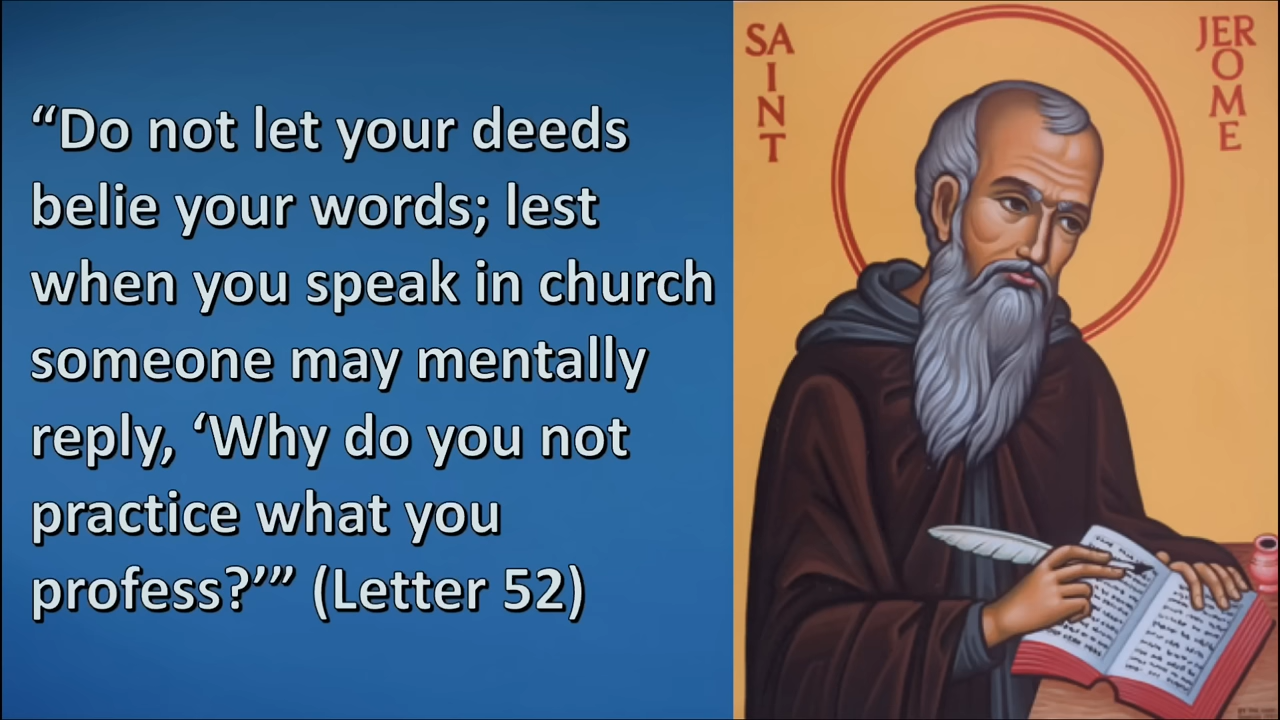 “Do not let your deeds
belie your words; lest
when you speak in church
someone may mentally
reply, ‘Why do you not
practice what you
profess?’” (Letter 52)
SAINT
JEROME